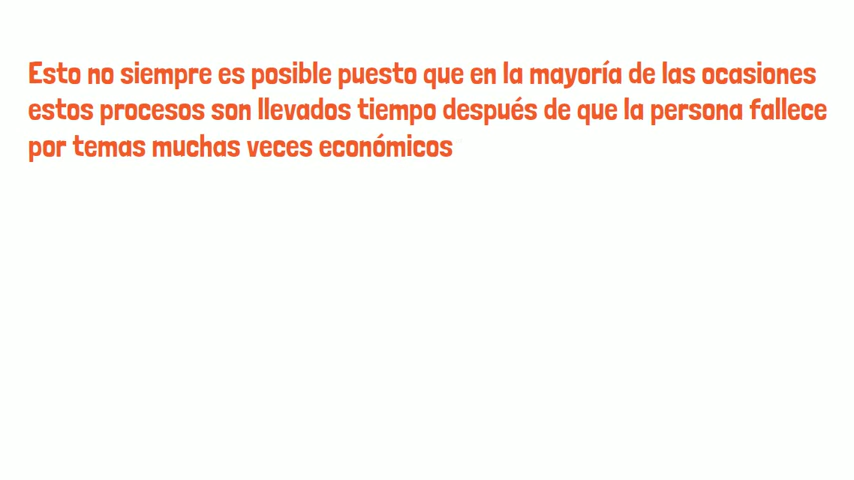 Esto no siempre es posible puesto que en la mayoría de las ocasiones
estos procesos son llevados tiempo después de que la persona fallece
por temas muchas veces económicos